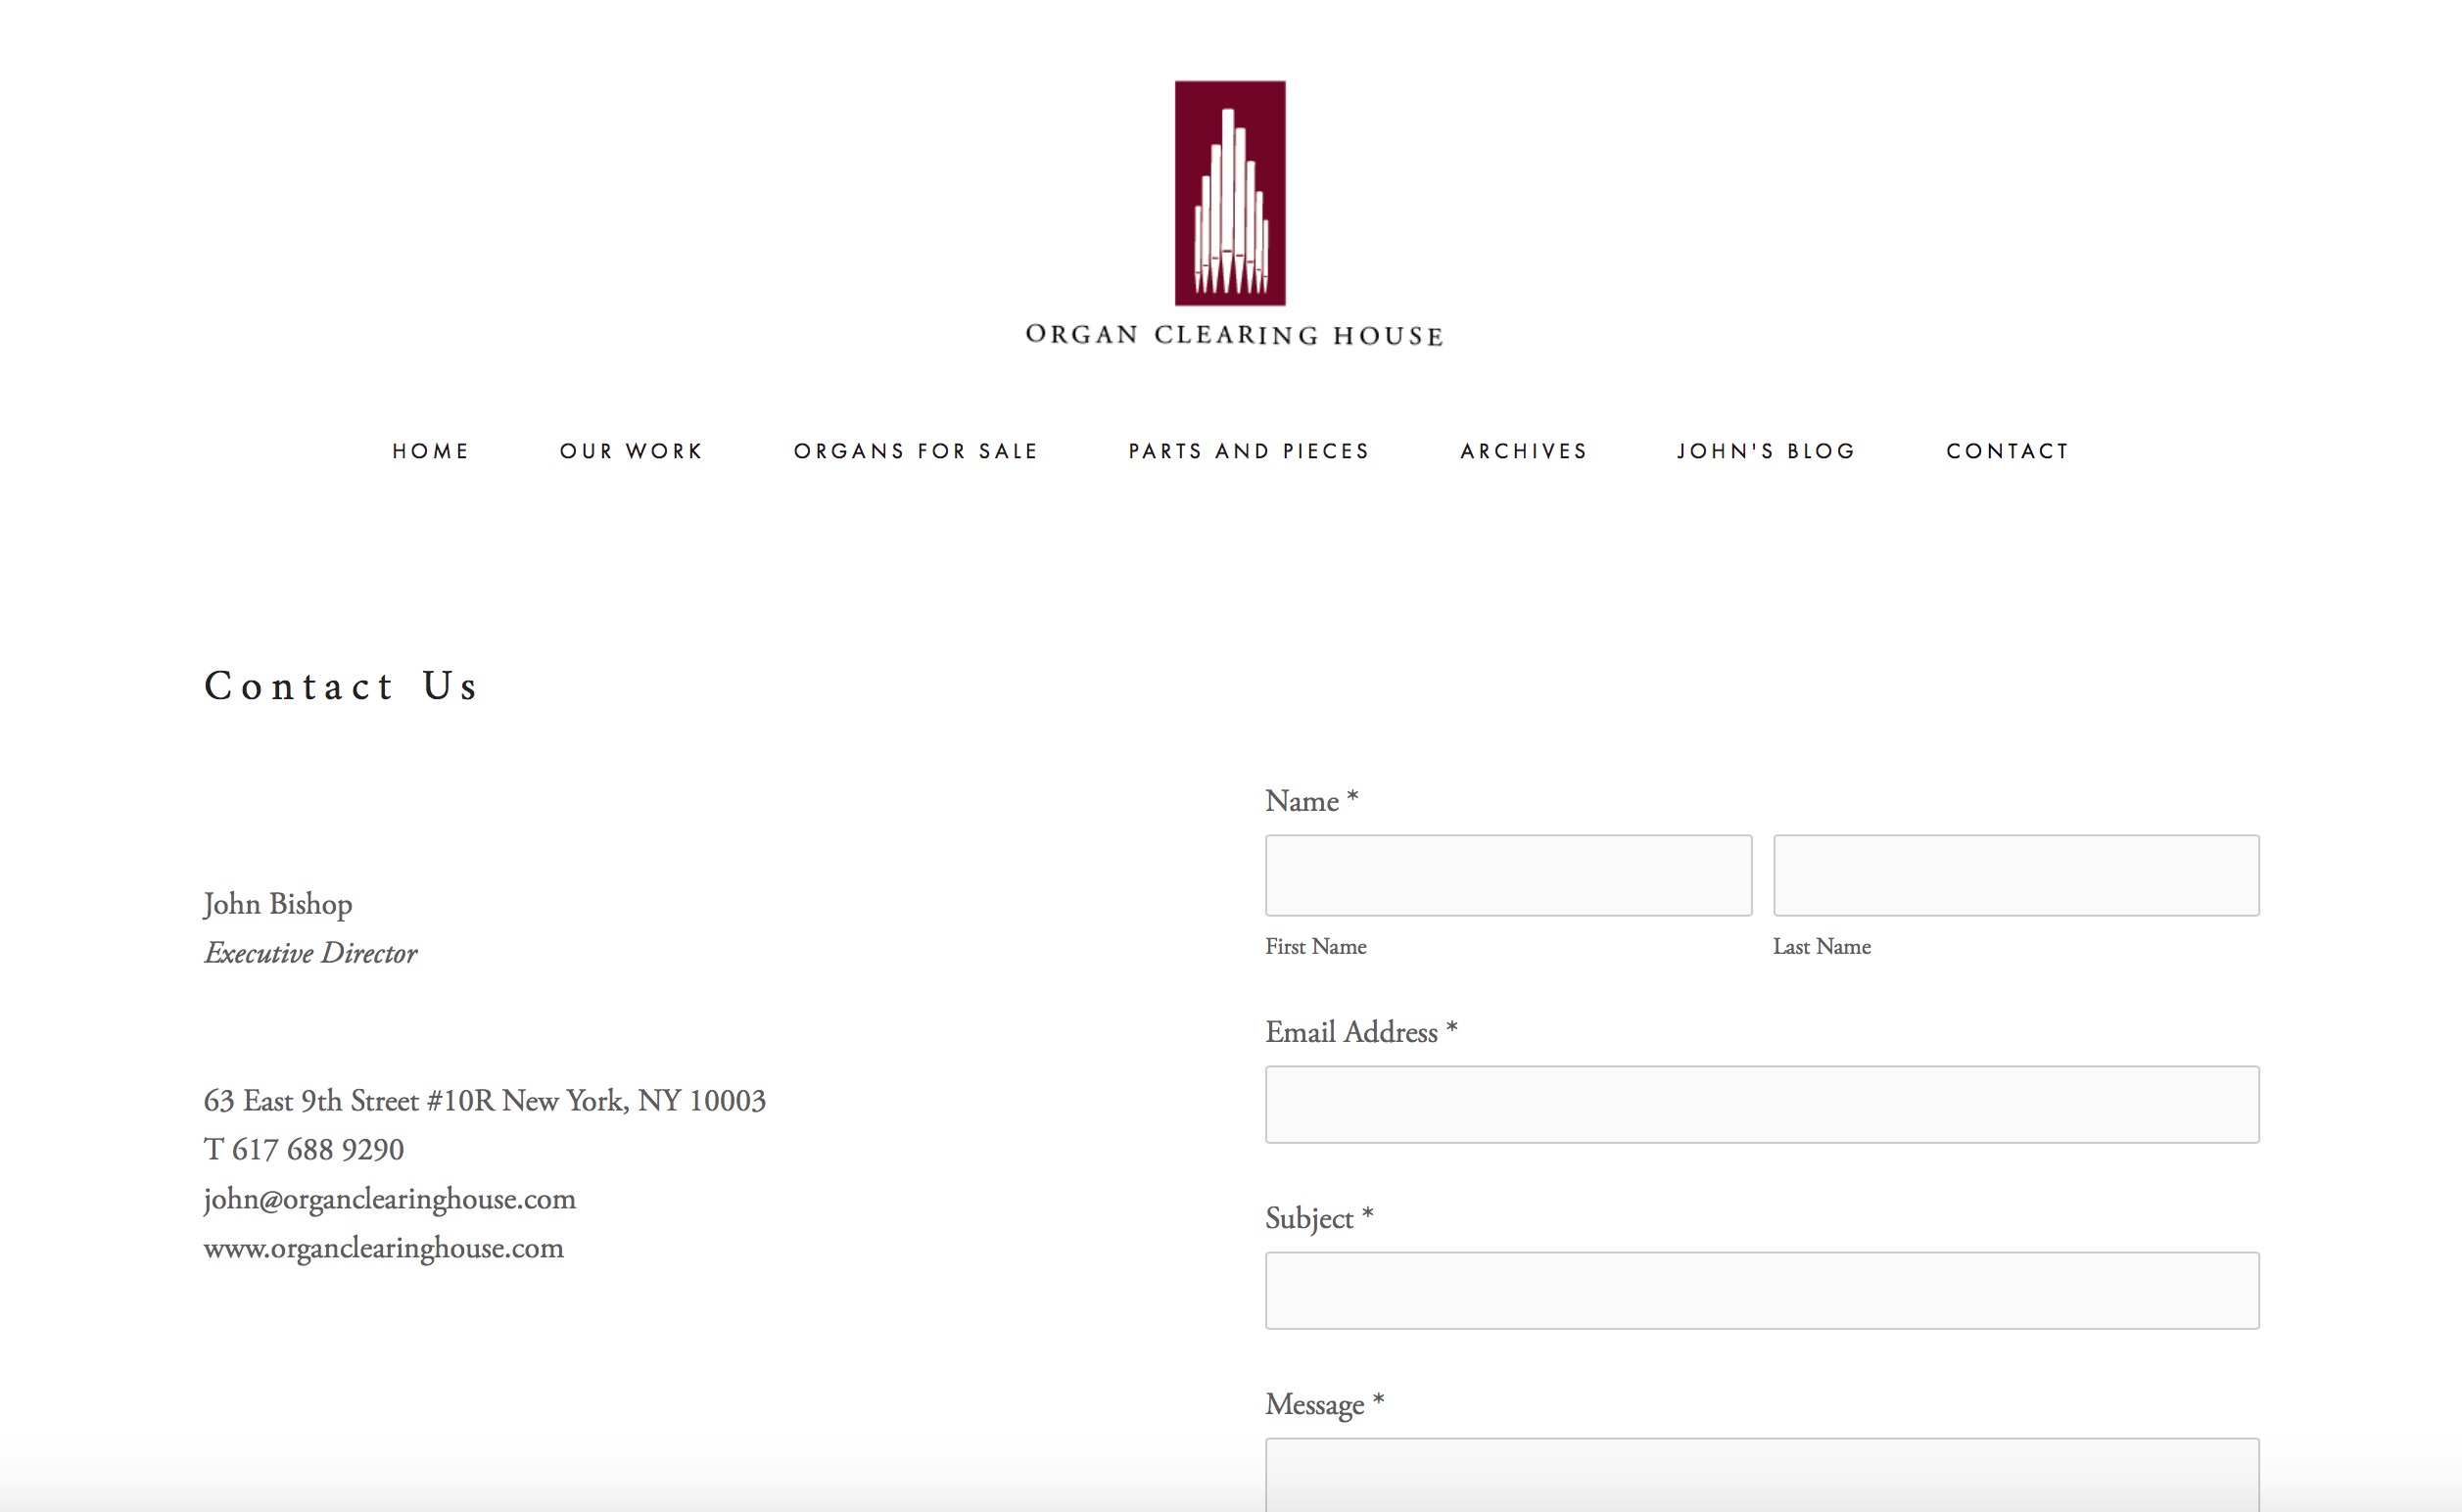 ORGAN CLEARING HOUSE
HOME OUR WORK ORGANS FOR SALE PARTS AND PIECES ARCHIVES JOHN'S BLOG CONTACT
Contact Us
John Bishop
Executive Director
63 East 9th Street #10R New York, NY 10003
T 617 688 9290
john@organclearinghouse.com
www.organclearinghouse.com
Name *
First Name Last Name
Email Address *
Subject *
Message *